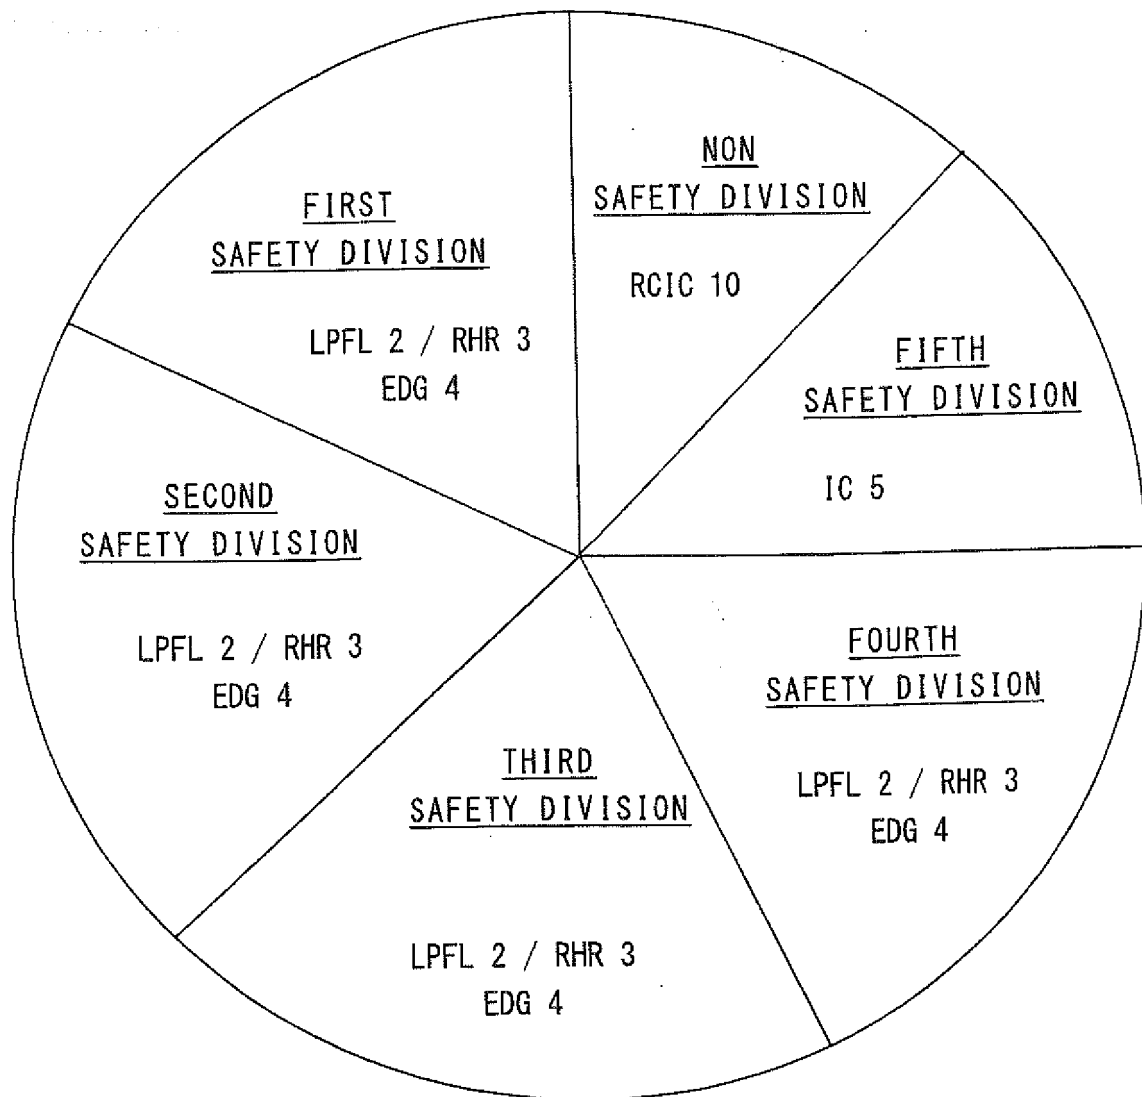 NON
SAFETY DIVISION
RCIC 10
FIRST
SAFETY DIVISION
LPFL 2 / RHR 3
EDG 4
FIFTH
SAFETY DIVISION
IC 5
SECOND
SAFETY DIVISION
LPFL 2 / RHR 3
EDG 4
FOURTH
SAFETY DIVISION
LPFL 2 / RHR 3
EDG 4
THIRD
SAFETY DIVISION
LPFL 2 / RHR 3
EDG 4